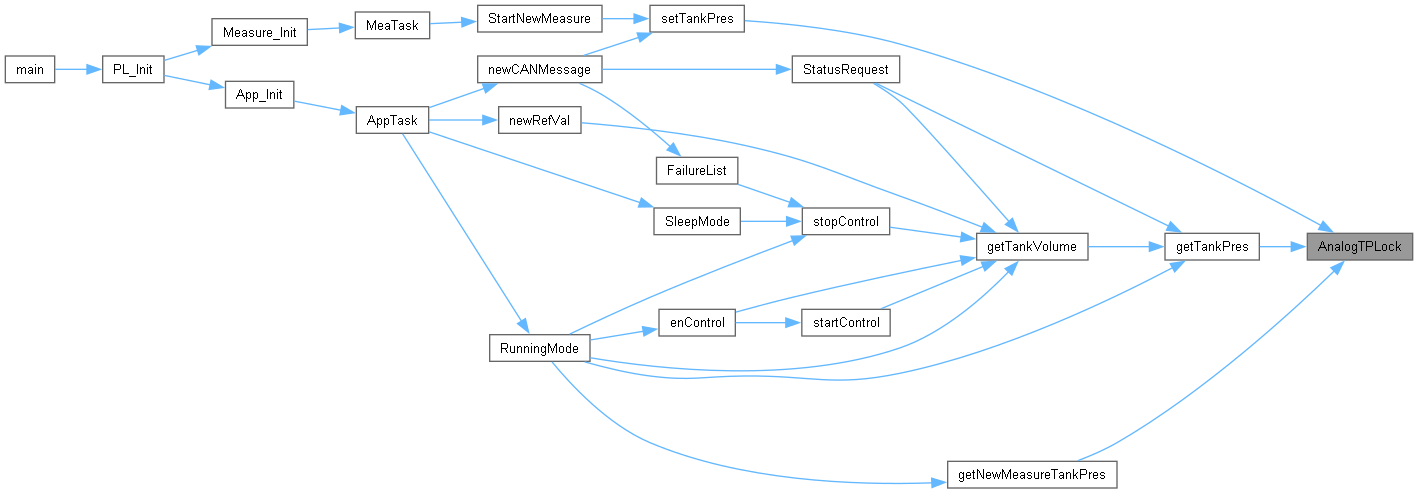 main
PL_Init
Measure_Init
App_Init
MeaTask
AppTask
StartNewMeasure
newCANMessage
newRefVal
RunningMode
setTankPres
FailureList
SleepMode
enControl
StatusRequest
stopControl
startControl
getTankVolume
getNewMeasureTankPres
getTankPres
AnalogTPLock